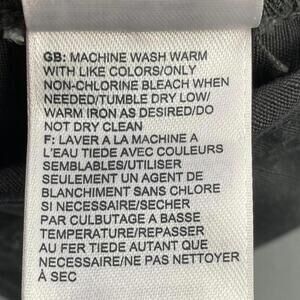 GB: MACHINE WASH WARM
WITH LIKE COLORS/ONLY
NON-CHLORINE BLEACH WHEN
NEEDED/TUMBLE DRY LOW/
WARM IRON AS DESIRED/DO
NOT DRY CLEAN
F: LAVER A LA MACHINE A
L'EAU TIEDE AVEC COULEURS
SEMBLABLES/UTILISER
SEULEMENT UN AGENT DE
BLANCHIMENT SANS CHLORE
SI NECESSAIRE/SECHER
PAR CULBUTAGE A BASSE
TEMPERATURE/REPASSER
AU FER TIEDE AUTANT QUE
NECESSAIRE/NE PAS NETTOYER
À SEC